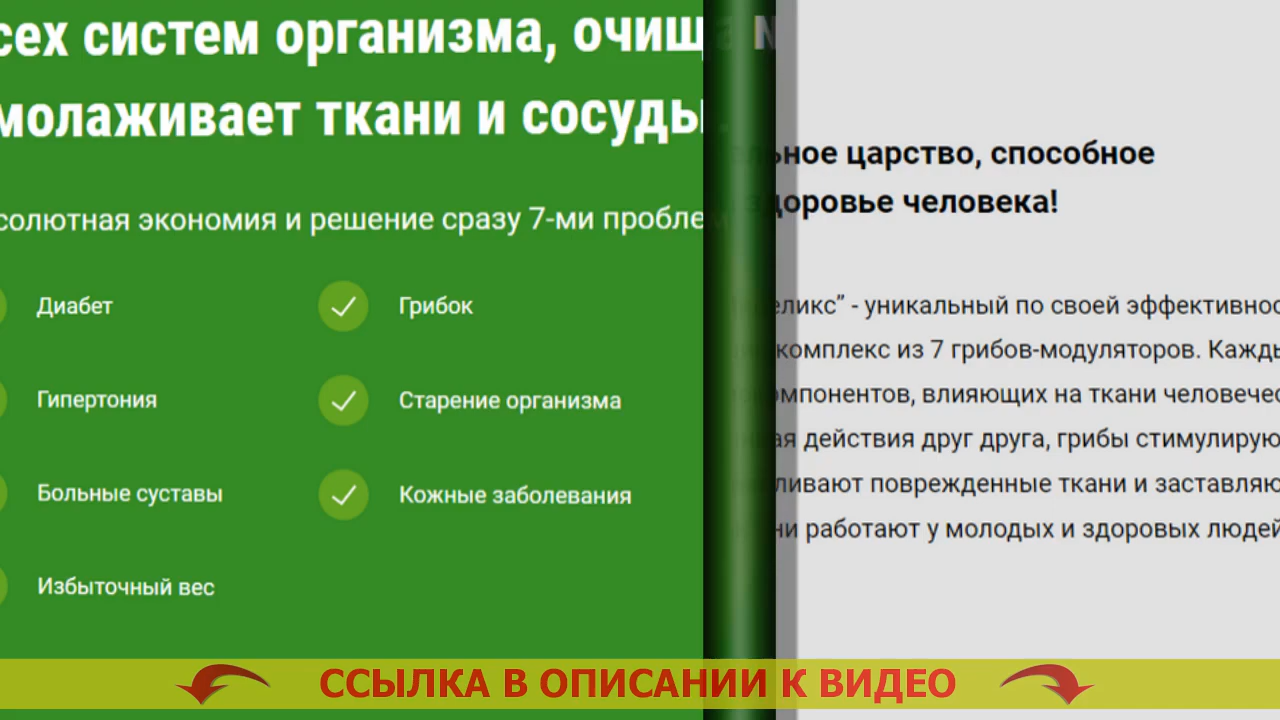 сех систем организма, очищ
молаживает ткани и сосуды.
солютная экономия и решение сразу 7-ми пробле
Диабет
Грибок
Гипертония
Старение организма
Больные суставы
Кожные заболевания
Избыточный вес
ьное царство, способное
здоровье человека!
еликс” - уникальный по своей эффективнос
комплекс из 7 грибов-модуляторов. Кажды
омпонентов, влияющих на ткани человечес
ая действия друг друга, грибы стимулирую
ливают поврежденные ткани и заставляю
ни работают у молодых и здоровых людей
ССЫЛКА В ОПИСАНИИ К ВИДЕО